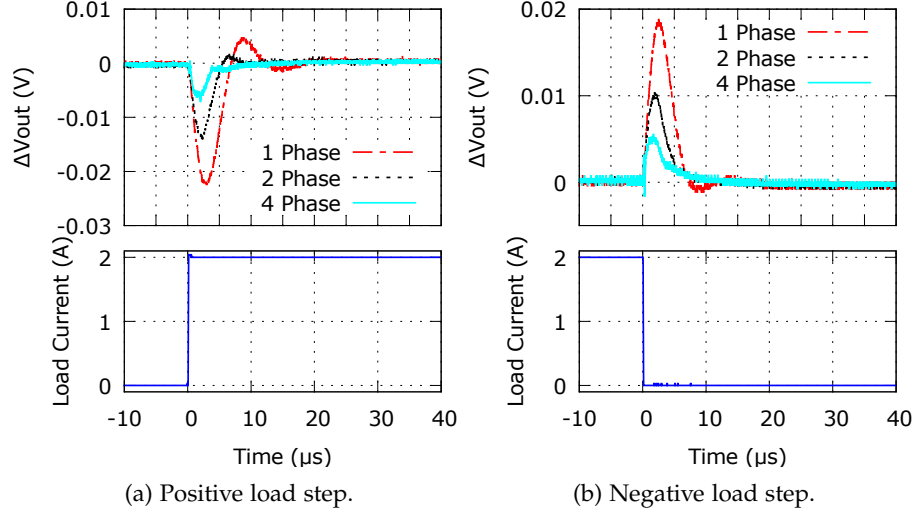 0.01
0
-0.01
-0.02
-0.03
ΔVout (V)
1 Phase
2 Phase
4 Phase
2
1
0
Load Current (A)
-10 0 10 20 30 40
Time (μs)
(a) Positive load step.
0.02
0.01
0
ΔVout (V)
1 Phase
2 Phase
4 Phase
2
1
0
Load Current (A)
-10 0 10 20 30 40
Time (μs)
(b) Negative load step.